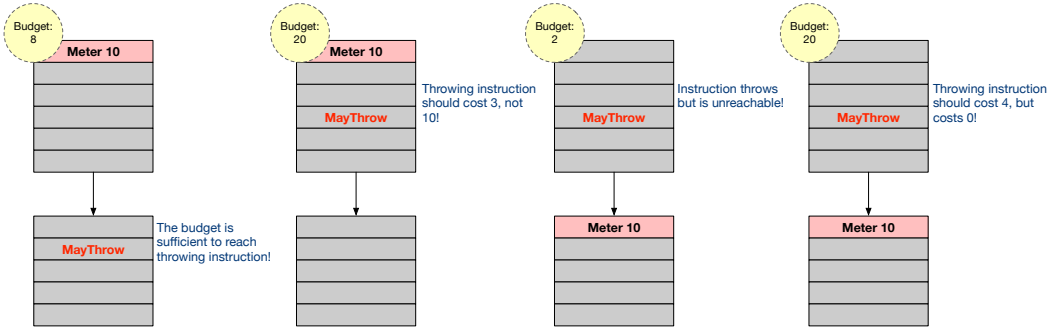 Budget:
8
Meter 10
The budget is
sufficient to reach
throwing instruction!
MayThrow
Budget:
20
Meter 10
Throwing instruction
should cost 3, not
10!
MayThrow
Budget:
2
Instruction throws
but is unreachable!
MayThrow
Meter 10
Budget:
20
Throwing instruction
should cost 4, but
costs 0!
MayThrow
Meter 10